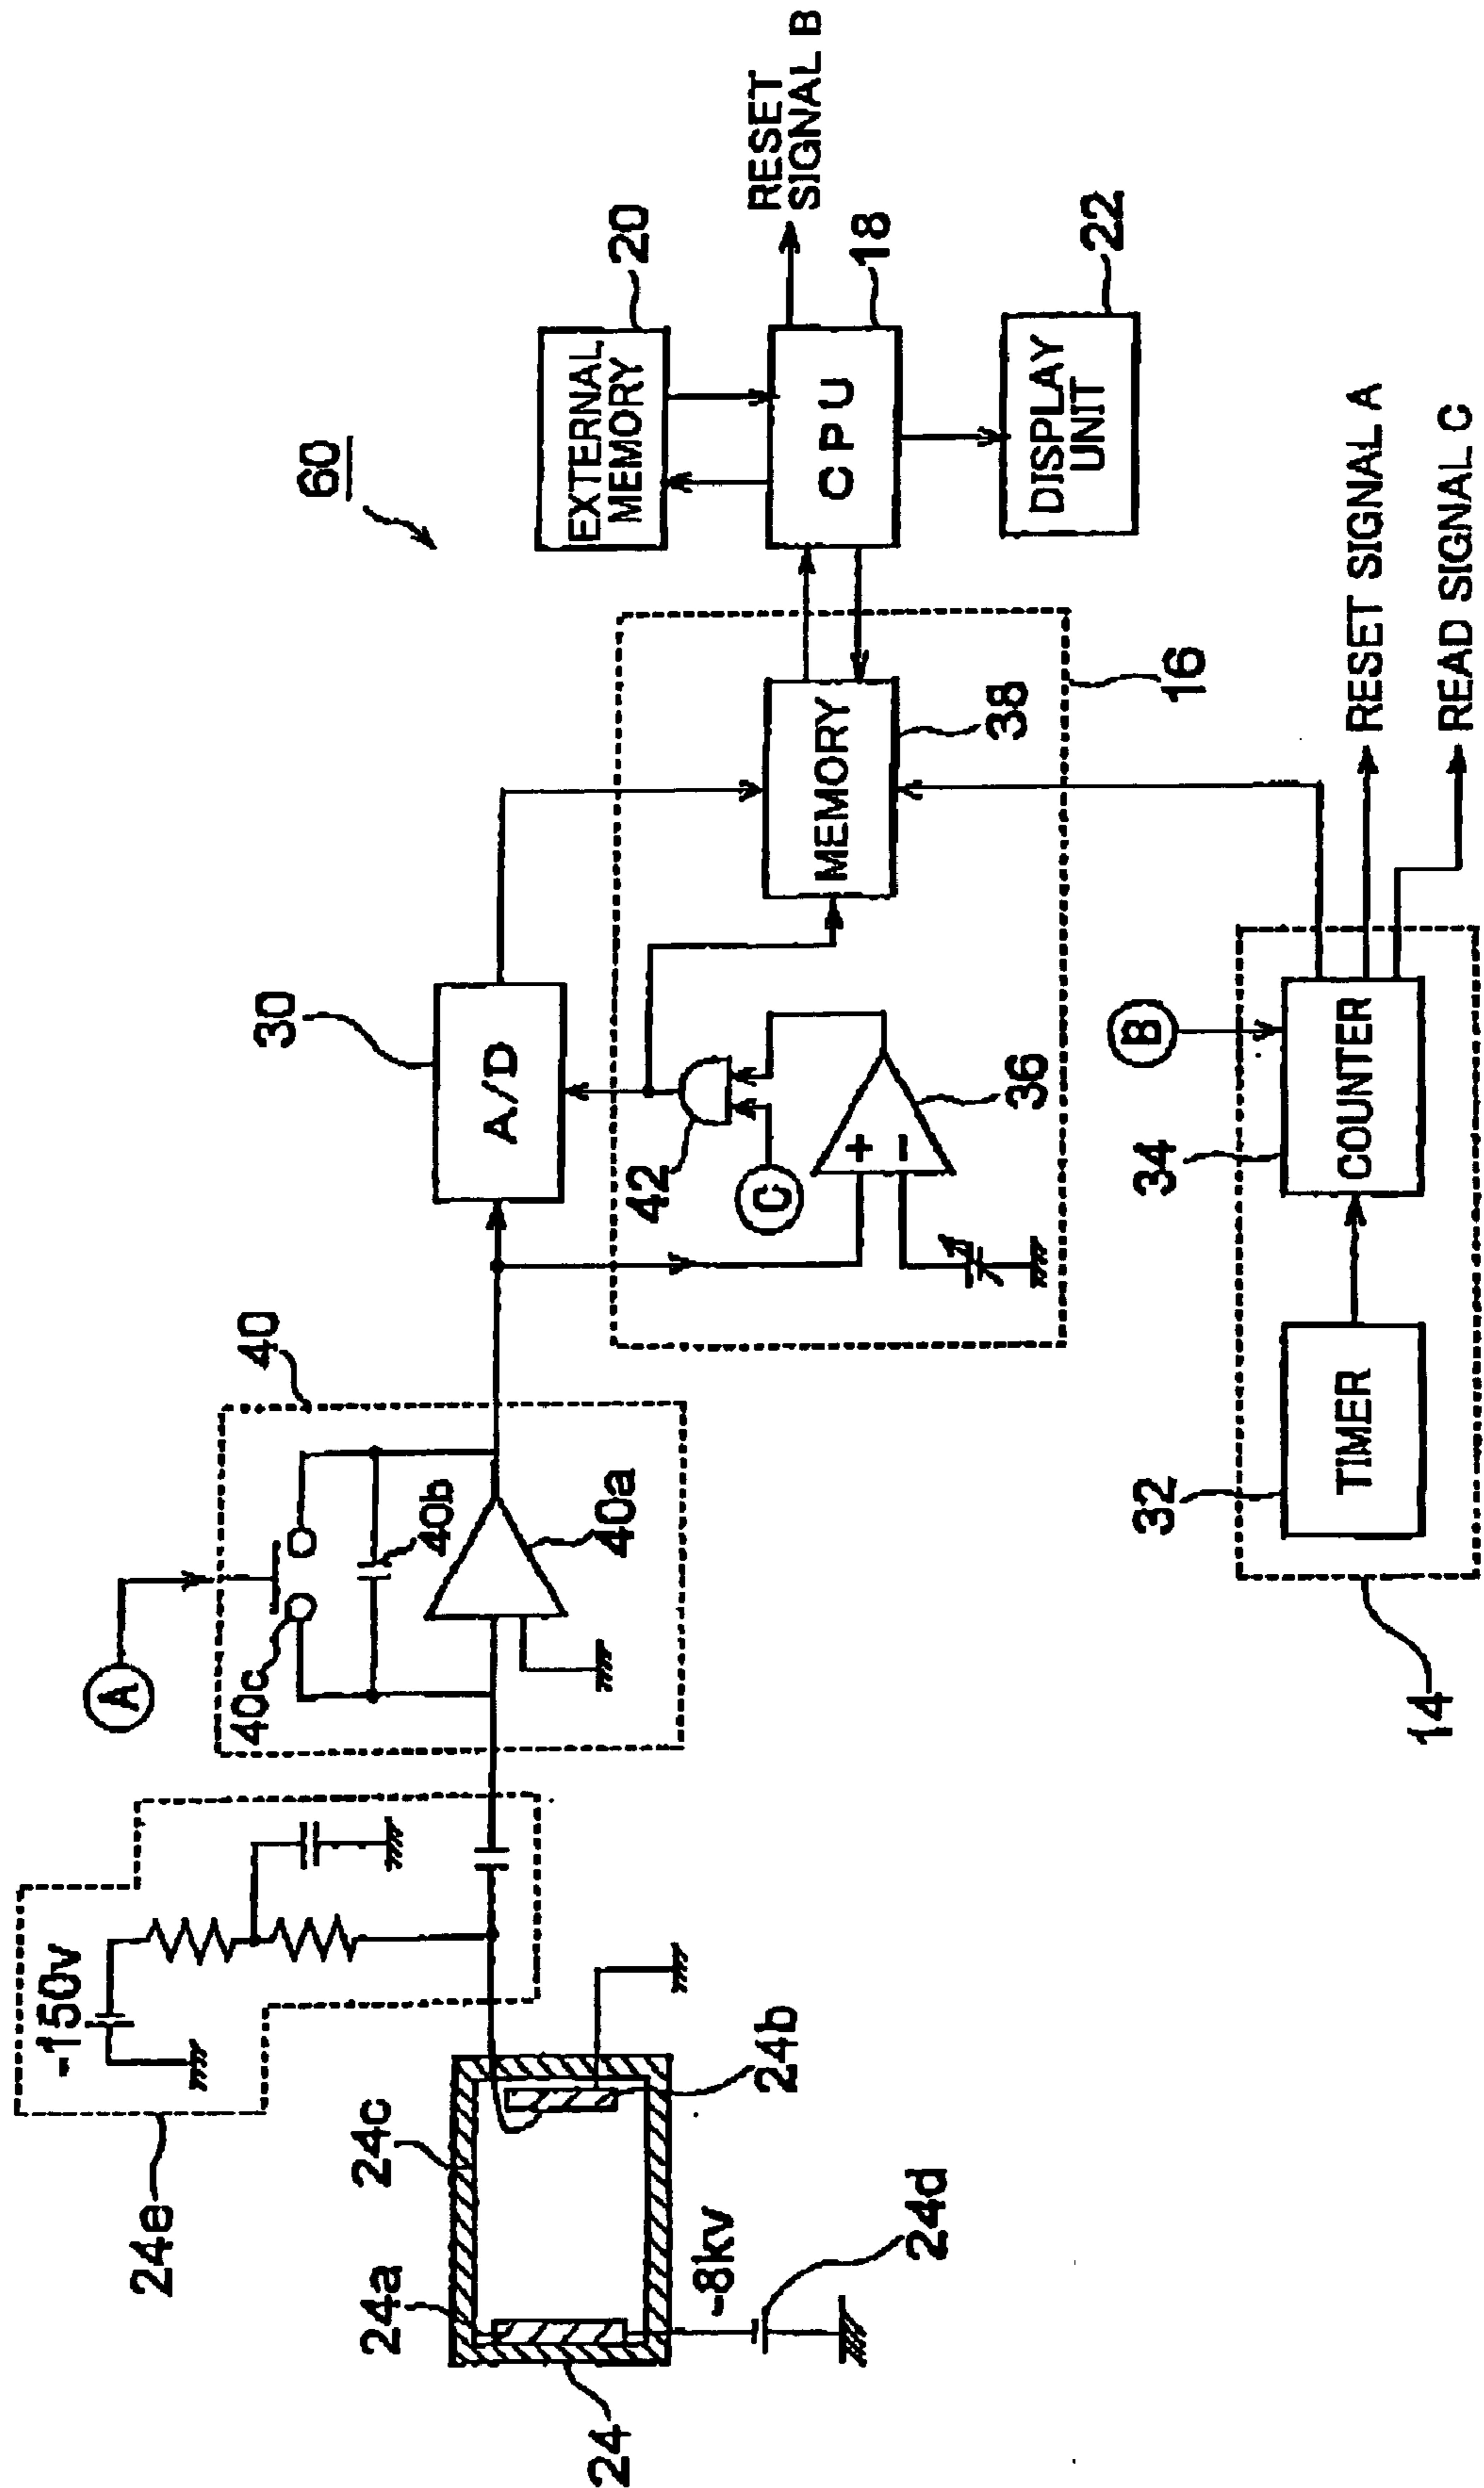 60
-150v
24e
24a
24c
24
24b
-8kv
24d
A
40
40c
40b
40a
30
A/D
42
C
+
-
36
MEMORY
38
16
EXTERNAL
MEMORY
20
CPU
18
RESET
SIGNAL B
DISPLAY
UNIT
22
32
TIMER
34
COUNTER
B
14
RESET SIGNAL A
READ SIGNAL C